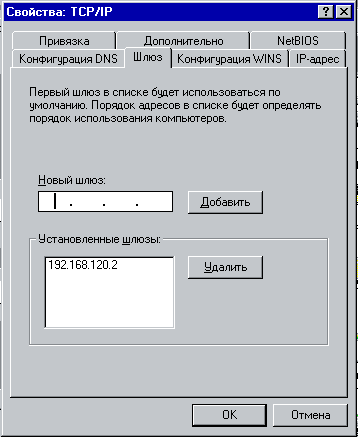 Свойства: TCP/IP
Привязка Дополнительно NetBIOS
Конфигурация DNS Шлюз Конфигурация WINS IP-адрес
Первый шлюз в списке будет использоваться по
умолчанию. Порядок адресов в списке будет определять
порядок использования компьютеров.
Новый шлюз:
. . . Добавить
Установленные шлюзы:
192.168.120.2 Удалить
OK Отмена